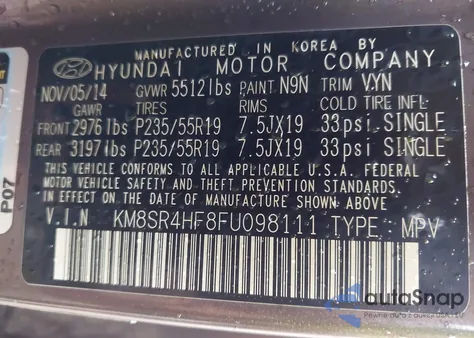 MANUFACTURED IN KOREA BY
HYUNDAI MOTOR COMPANY
NOV/05/14 GVWR 5512lbs PAINT N9N TRIM VYN
GAWR TIRES RIMS COLD TIRE INFL
FRONT 2976lbs P235/55R19 7.5JX19 33psi SINGLE
REAR 3197lbs P235/55R19 7.5JX19 33psi SINGLE
THIS VEHICLE CONFORMS TO ALL APPLICABLE U.S.A. FEDERAL
MOTOR VEHICLE SAFETY AND THEFT PREVENTION STANDARDS
IN EFFECT ON THE DATE OF MANUFACTURE SHOWN ABOVE
V.I.N KM8SR4HF8FU098111 TYPE MPV
P07
autoSnap